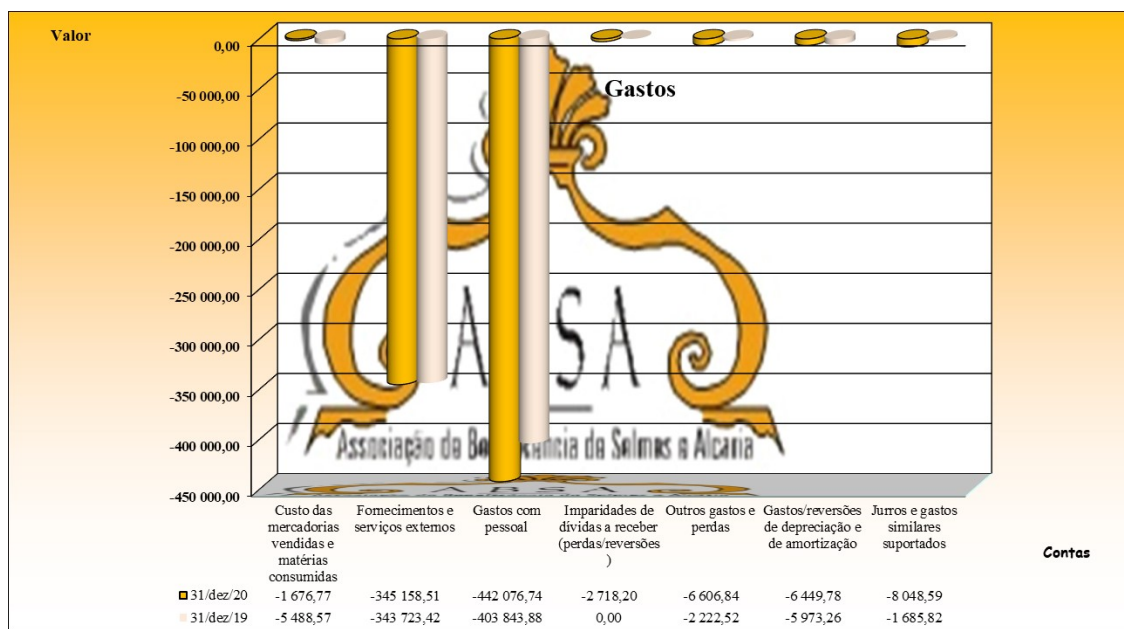 Valor
Gastos
0,00
-50 000,00
-100 000,00
-150 000,00
-200 000,00
-250 000,00
-300 000,00
-350 000,00
-400 000,00
-450 000,00
A B S A
Associação de Beneficência de Selmes e Alcaria
Custo das mercadorias vendidas e matérias consumidas
Fornecimentos e serviços externos
Gastos com pessoal
Imparidades de dívidas a receber (perdas/reversões)
Outros gastos e perdas
Gastos/reversões de depreciação e de amortização
Jurros e gastos similares suportados
Contas
31/dez/20 -1 676,77 -345 158,51 -442 076,74 -2 718,20 -6 606,84 -6 449,78 -8 048,59
31/dez/19 -5 488,57 -343 723,42 -403 843,88 0,00 -2 222,52 -5 973,26 -1 685,82